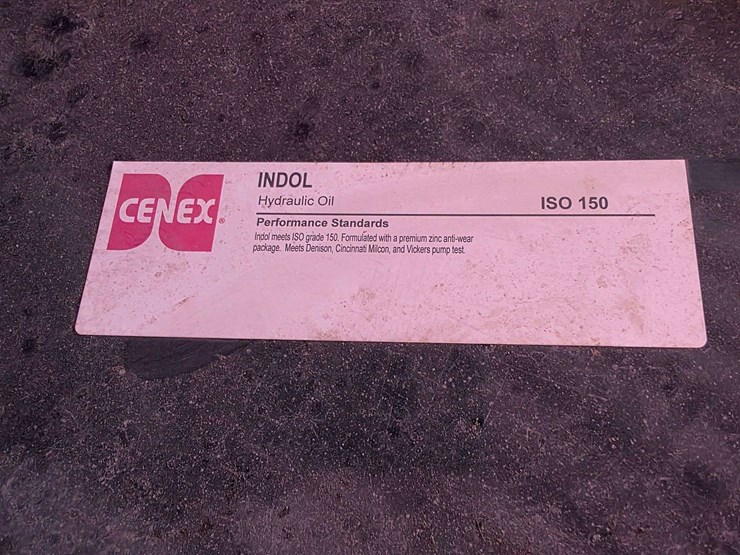 CENEX®
INDOL
Hydraulic Oil
ISO 150
Performance Standards
Indol meets ISO grade 150. Formulated with a premium zinc anti-wear
package. Meets Denison, Cincinnati Milcon, and Vickers pump test.